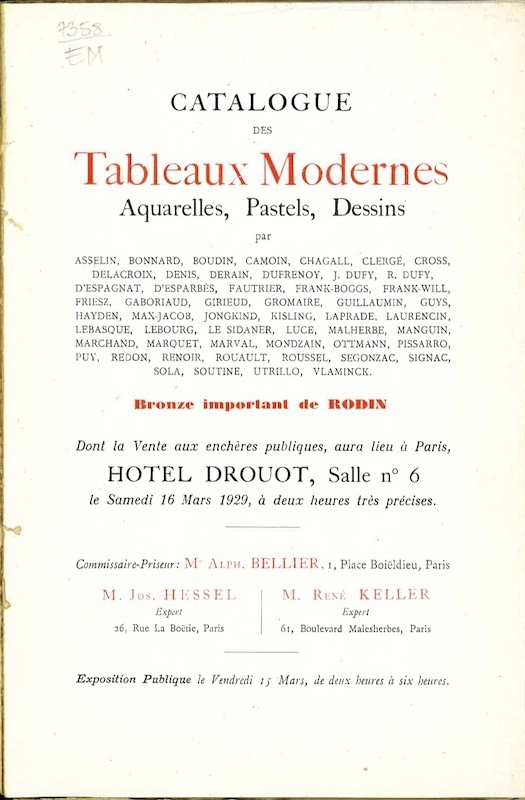 7358
EM
CATALOGUE
DES
Tableaux Modernes
Aquarelles, Pastels, Dessins
par
ASSELIN, BONNARD, BOUDIN, CAMOIN, CHAGALL, CLERGÉ, CROSS,
DELACROIX, DENIS, DERAIN, DUFRENOY, J. DUFY, R. DUFY,
D'ESPAGNAT, D'ESPARBÈS, FAUTRIER, FRANK-BOGGS, FRANK-WILL,
FRIESZ, GABORIAUD, GIRIEUD, GROMAIRE, GUILLAUMIN, GUYS,
HAYDEN, MAX-JACOB, JONGKIND, KISLING, LAPRADE, LAURENCIN,
LEBASQUE, LEBOURG, LE SIDANER, LUCE, MALHERBE, MANGUIN,
MARCHAND, MARQUET, MARVAL, MONDZAIN, OTTMANN, PISSARRO,
PUY, REDON, RENOIR, ROUAULT, ROUSSEL, SEGONZAC, SIGNAC,
SOLA, SOUTINE, UTRILLO, VLAMINCK.
Bronze important de RODIN
Dont la Vente aux enchères publiques, aura lieu à Paris,
HOTEL DROUOT, Salle n° 6
le Samedi 16 Mars 1929, à deux heures très précises.
Commissaire-Priseur : Mᵉ ALPH. BELLIER, 1, Place Boiëldieu, Paris
M. JOS. HESSEL
Expert
26, Rue La Boëtie, Paris
M. RENÉ KELLER
Expert
61, Boulevard Malesherbes, Paris
Exposition Publique le Vendredi 15 Mars, de deux heures à six heures.